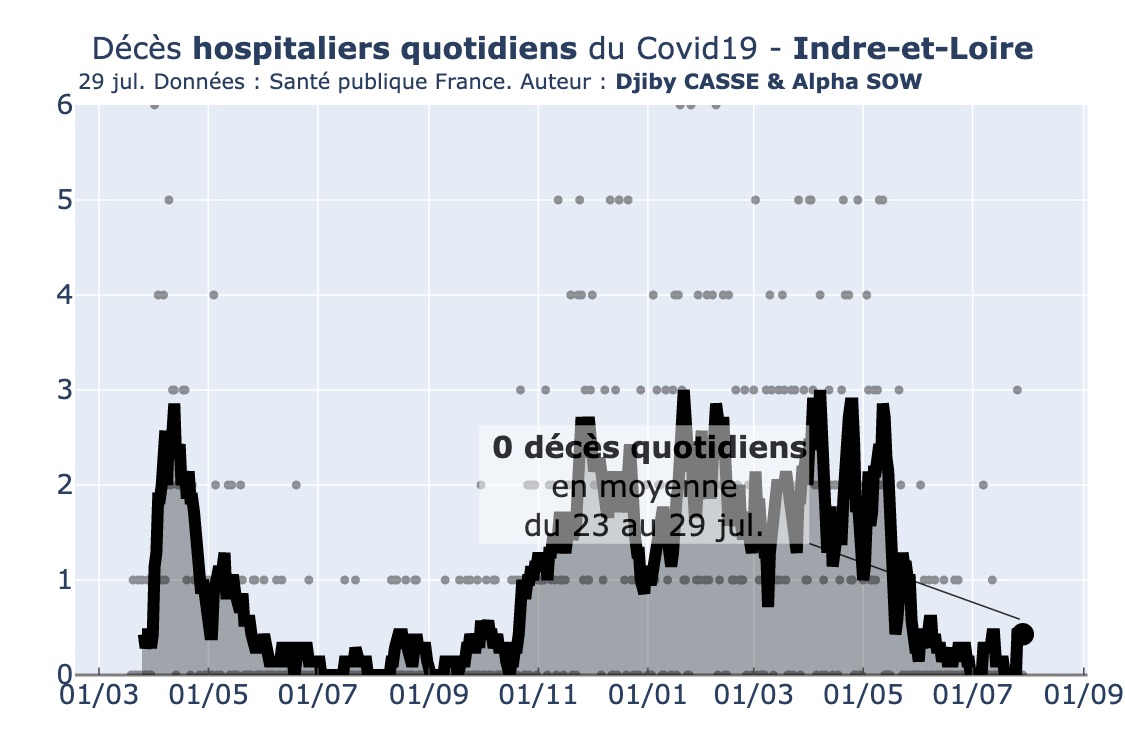 Décès hospitaliers quotidiens du Covid19 - Indre-et-Loire
29 jul. Données : Santé publique France. Auteur : Djiby CASSE & Alpha SOW
6
5
4
3
2
1
0
0 décès quotidiens
en moyenne
du 23 au 29 jul.
01/03 01/05 01/07 01/09 01/11 01/01 01/03 01/05 01/07 01/09